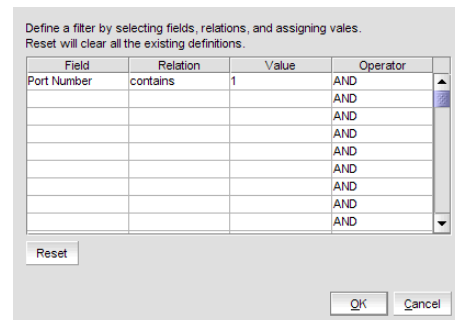 Define a filter by selecting fields, relations, and assigning vales.
Reset will clear all the existing definitions.
Field Relation Value Operator
Port Number contains 1 AND
AND
AND
AND
AND
AND
AND
AND
AND
Reset
OK Cancel